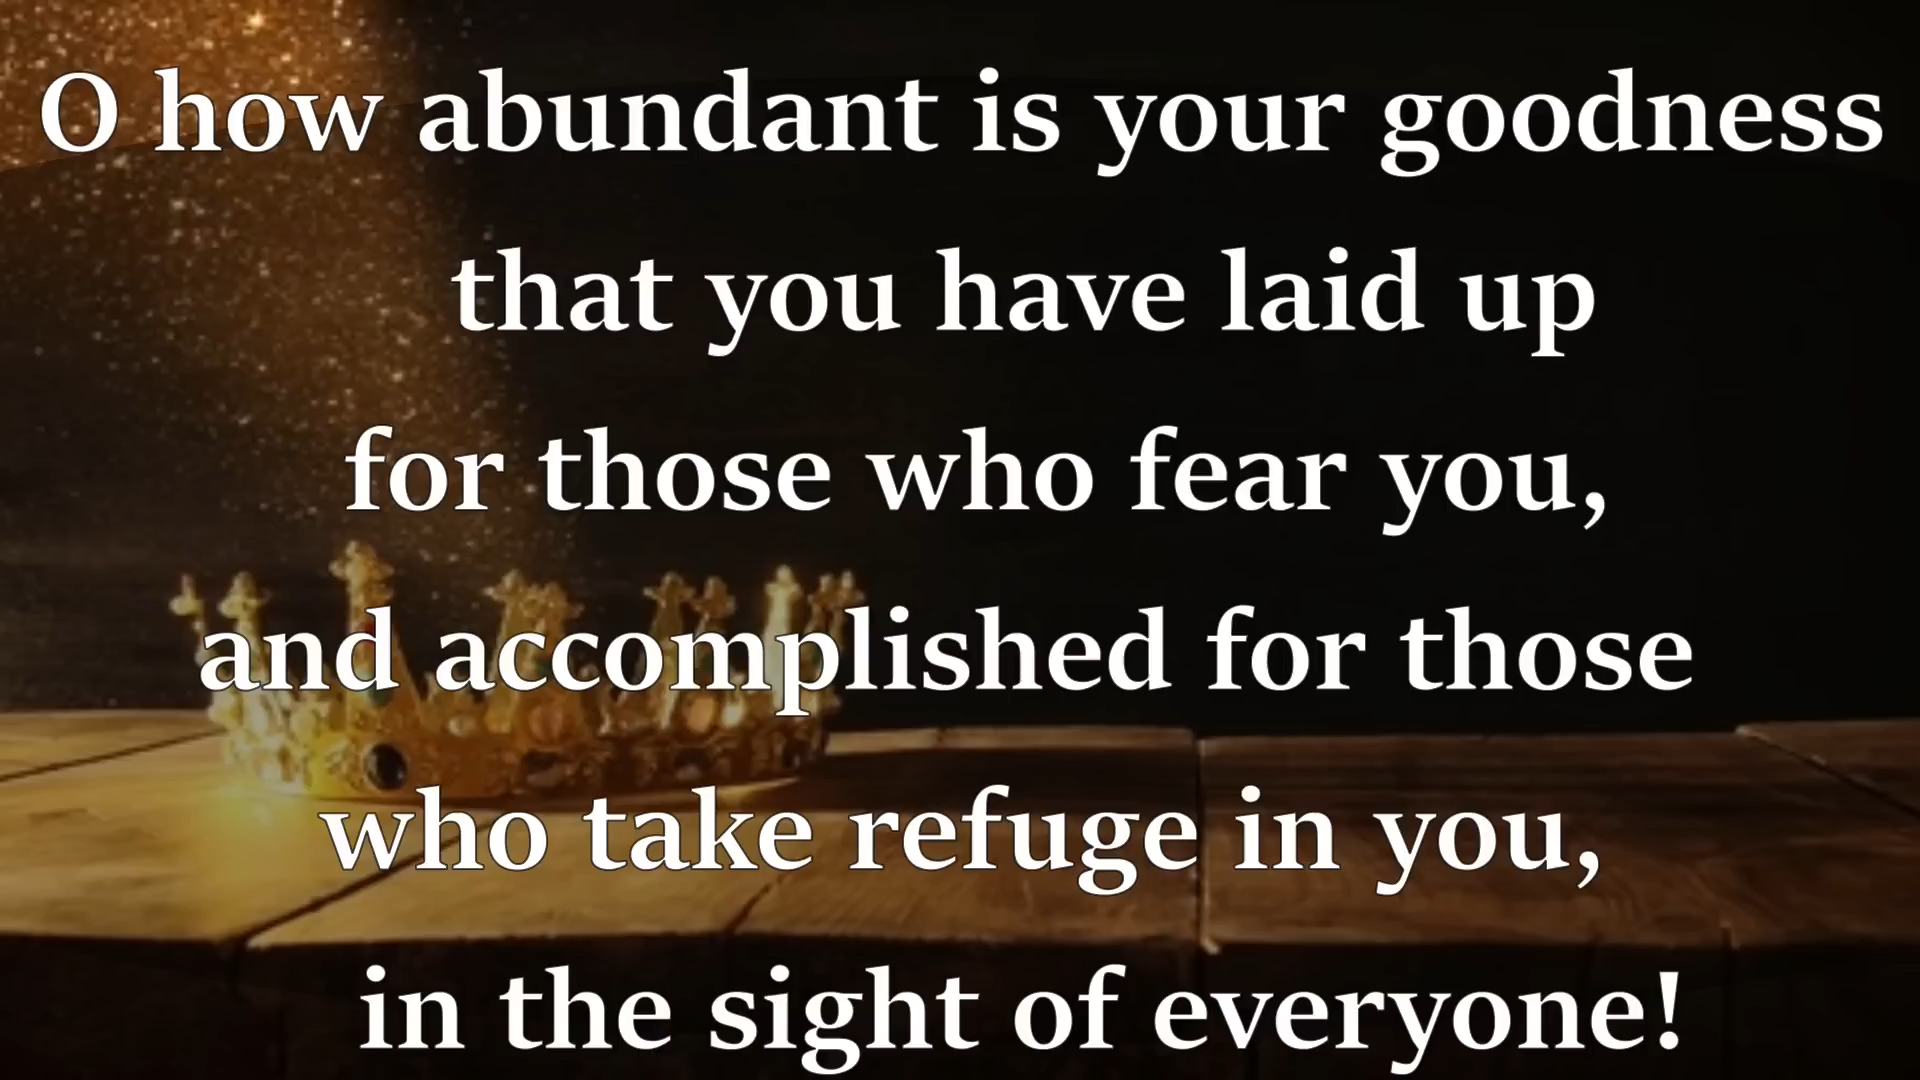 O how abundant is your goodness
that you have laid up
for those who fear you,
and accomplished for those
who take refuge in you,
in the sight of everyone!